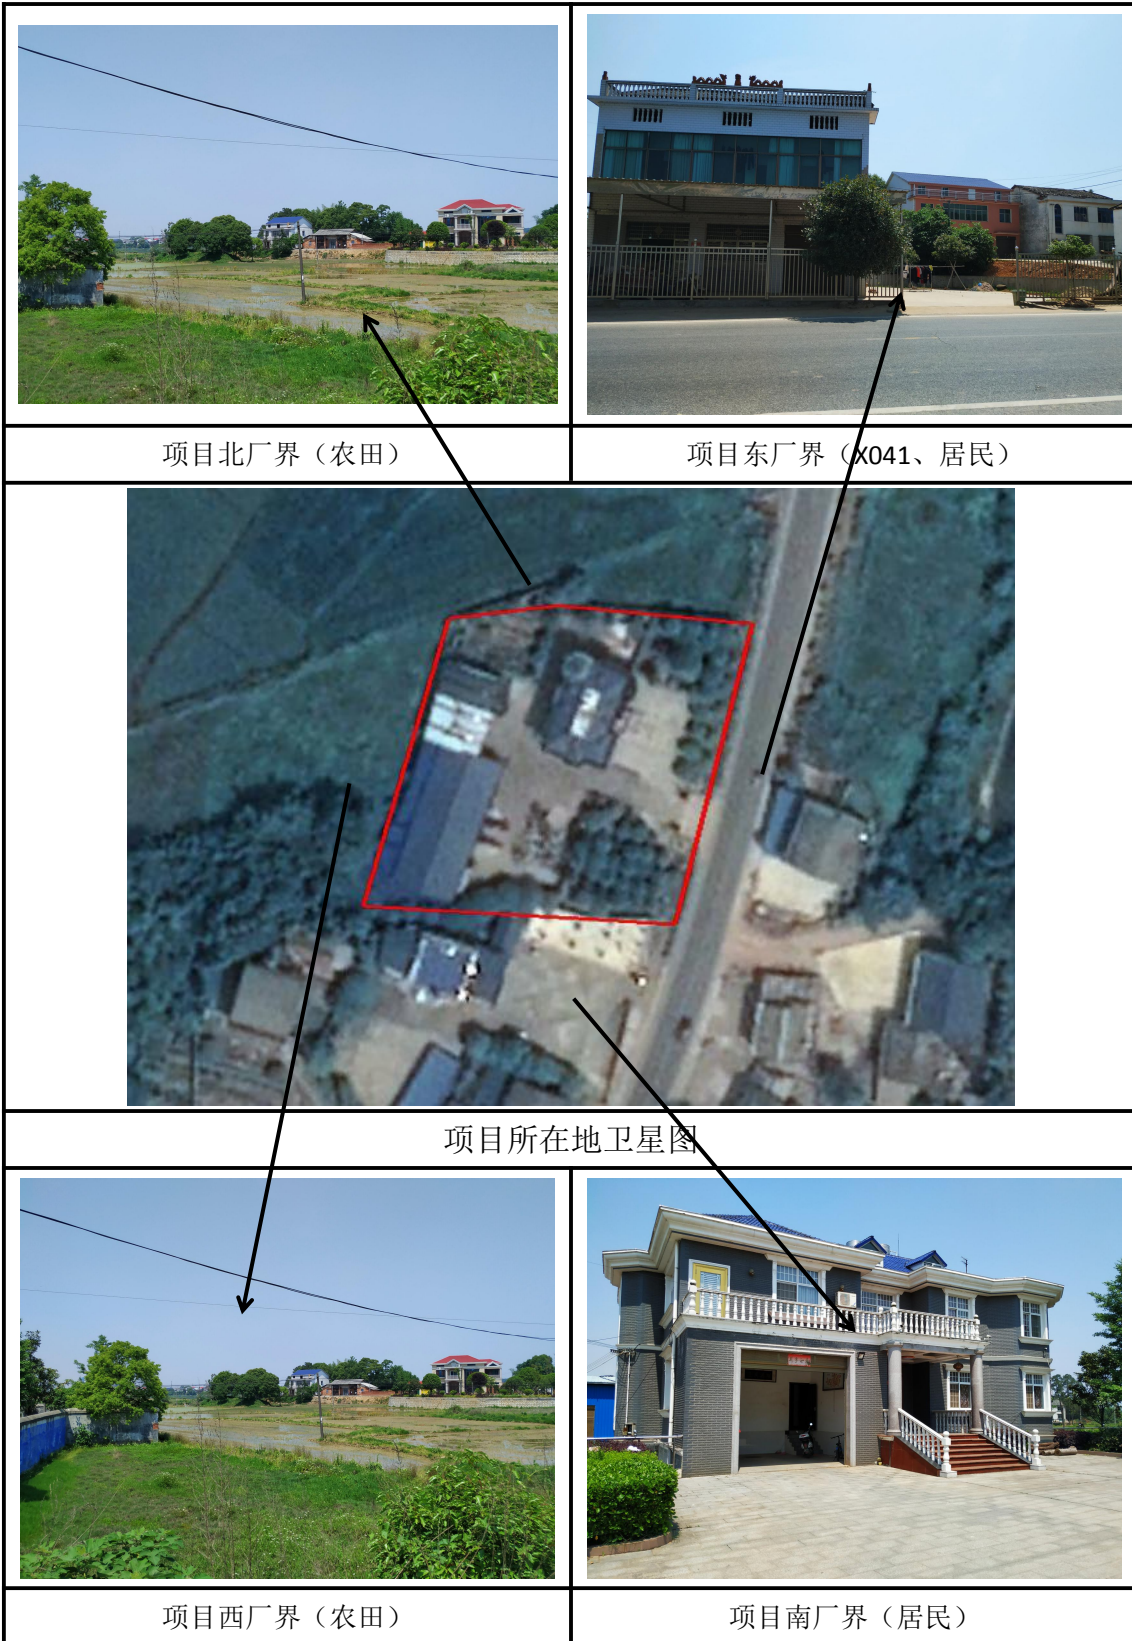 项目北厂界（农田）
项目东厂界（X041、居民）
项目所在地卫星图
项目西厂界（农田）
项目南厂界（居民）